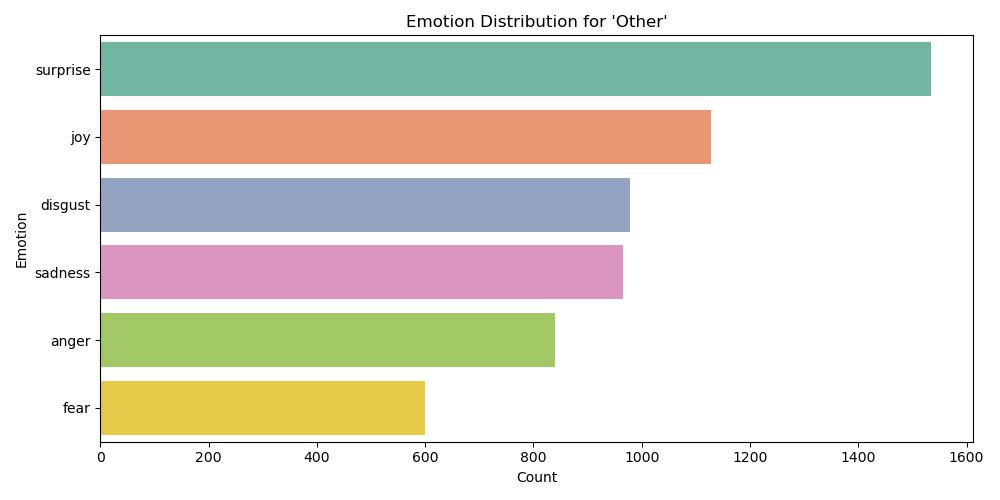 Emotion Distribution for 'Other'
surprise
joy
disgust
sadness
anger
fear
Emotion
0 200 400 600 800 1000 1200 1400 1600
Count